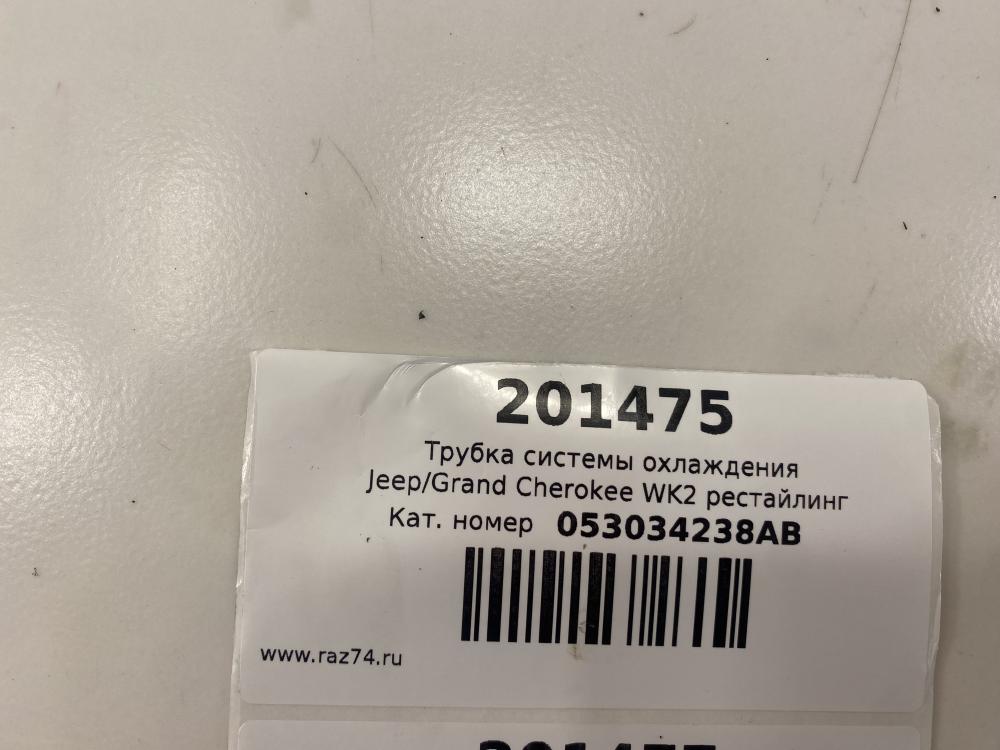 201475
Трубка системы охлаждения
Jeep/Grand Cherokee WK2 рестайлинг
Кат. номер 053034238AB
www.raz74.ru